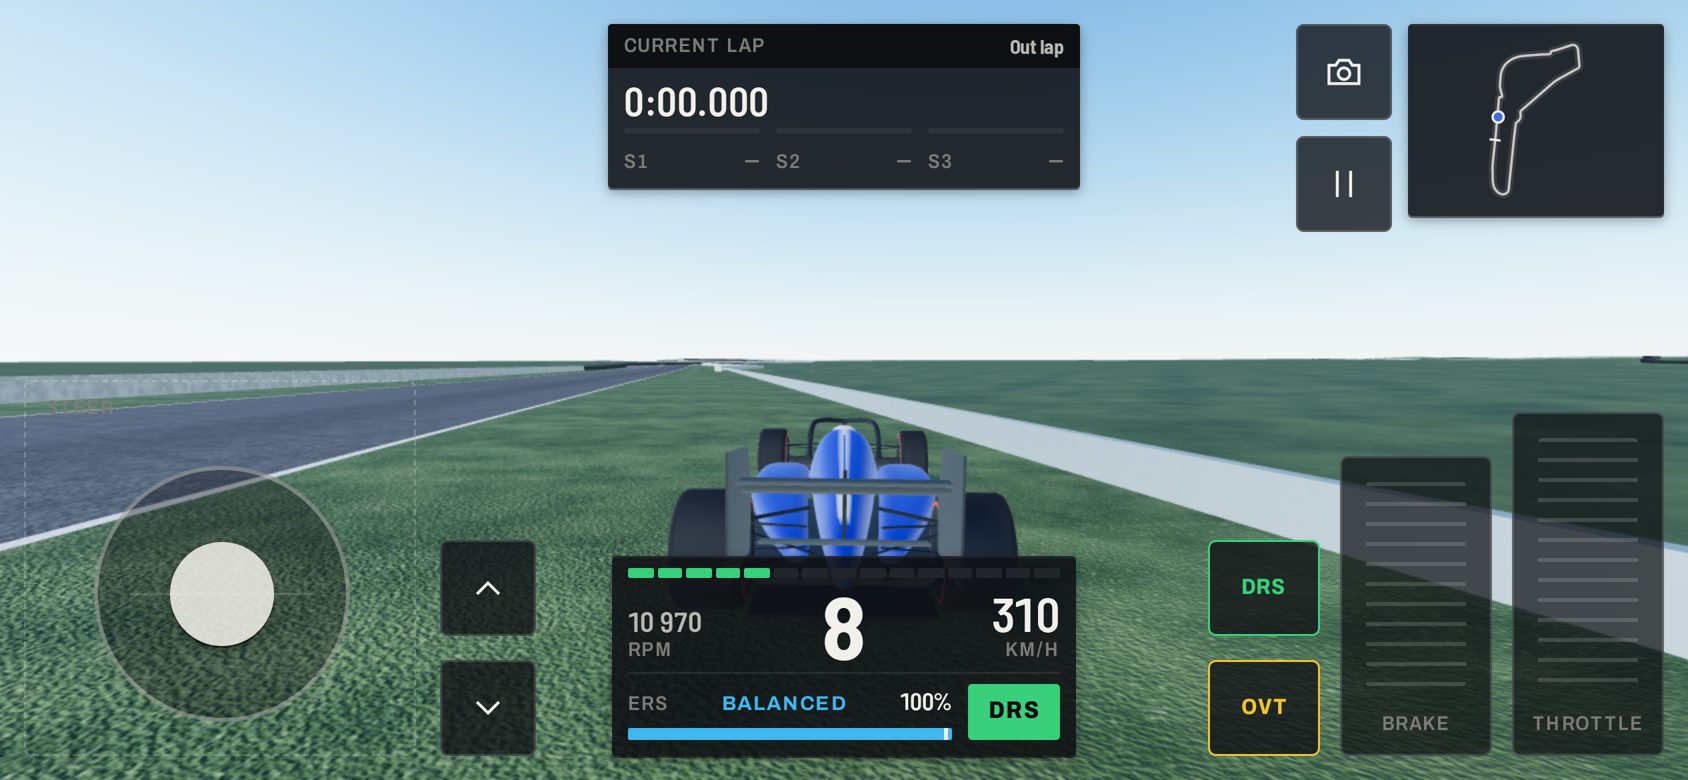 CURRENT LAP Out lap
0:00.000
S1 — S2 — S3 —
STEER
10 970 RPM
8
310 KM/H
ERS BALANCED 100% DRS
DRS
OVT
BRAKE
THROTTLE